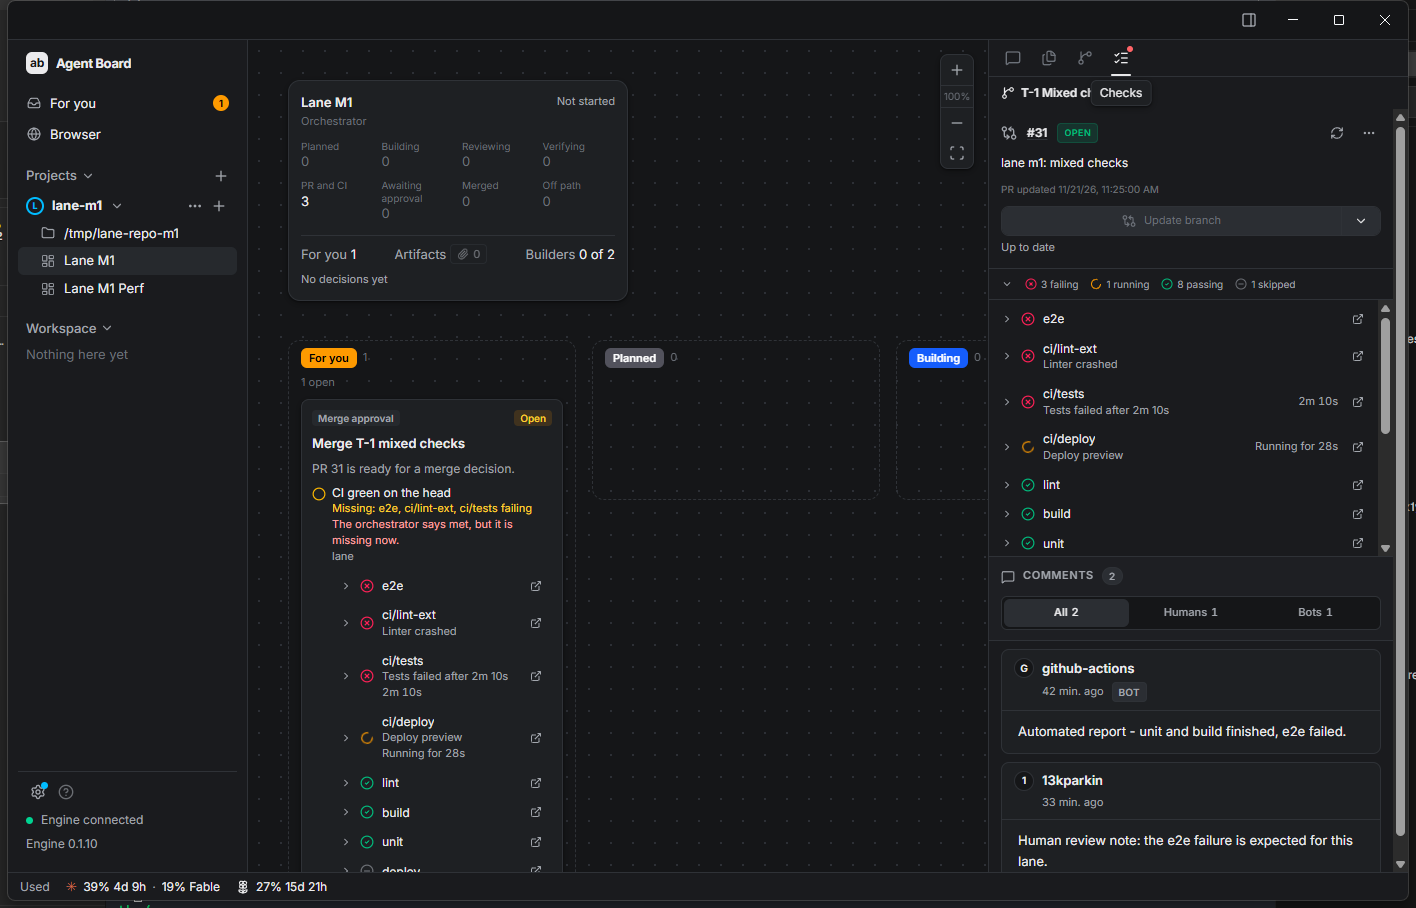 ab Agent Board
For you 1
Browser
Projects
L lane-m1
/tmp/lane-repo-m1
Lane M1
Lane M1 Perf
Workspace
Nothing here yet
Engine connected
Engine 0.1.10
Used 39% 4d 9h · 19% Fable 27% 15d 21h
Lane M1 Not started
Orchestrator
Planned Building Reviewing Verifying
0 0 0 0
PR and CI Awaiting approval Merged Off path
3 0 0 0
For you 1 Artifacts 0 Builders 0 of 2
No decisions yet
100%
For you 1
1 open
Merge approval Open
Merge T-1 mixed checks
PR 31 is ready for a merge decision.
CI green on the head
Missing: e2e, ci/lint-ext, ci/tests failing
The orchestrator says met, but it is
missing now.
lane
e2e
ci/lint-ext
Linter crashed
ci/tests
Tests failed after 2m 10s
2m 10s
ci/deploy
Deploy preview
Running for 28s
lint
build
unit
deploy
Planned 0
Building 0
T-1 Mixed ch
Checks
#31 OPEN
lane m1: mixed checks
PR updated 11/21/26, 11:25:00 AM
Update branch
Up to date
3 failing 1 running 8 passing 1 skipped
e2e
ci/lint-ext
Linter crashed
ci/tests
Tests failed after 2m 10s 2m 10s
ci/deploy
Deploy preview Running for 28s
lint
build
unit
COMMENTS 2
All 2 Humans 1 Bots 1
G github-actions
42 min. ago BOT
Automated report - unit and build finished, e2e failed.
1 13kparkin
33 min. ago
Human review note: the e2e failure is expected for this
lane.